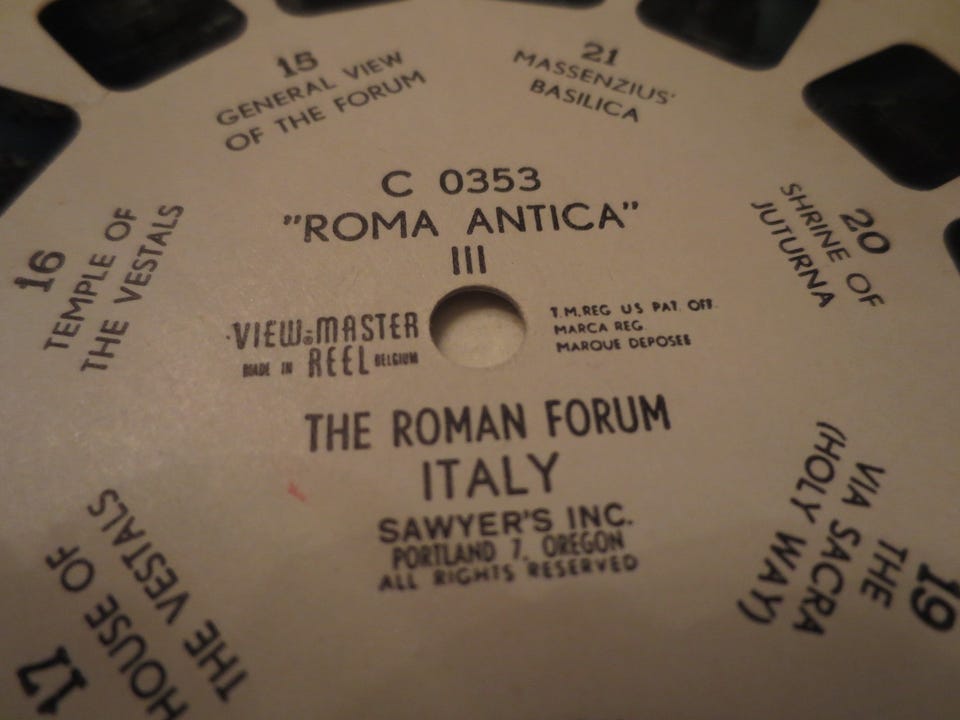 15
GENERAL VIEW
OF THE FORUM
21
MASSENZIUS'
BASILICA
C 0353
"ROMA ANTICA"
III
16
TEMPLE OF
THE VESTALS
20
SHRINE OF
JUTURNA
VIEW-MASTER
MADE IN REEL BELGIUM
T.M.REG U S PAT. OFF.
MARCA REG.
MARQUE DEPOSEE
THE ROMAN FORUM
ITALY
SAWYER'S INC.
PORTLAND 7, OREGON
ALL RIGHTS RESERVED
17
HOUSE OF
THE VESTALS
19
THE
VIA SACRA
(HOLY WAY)